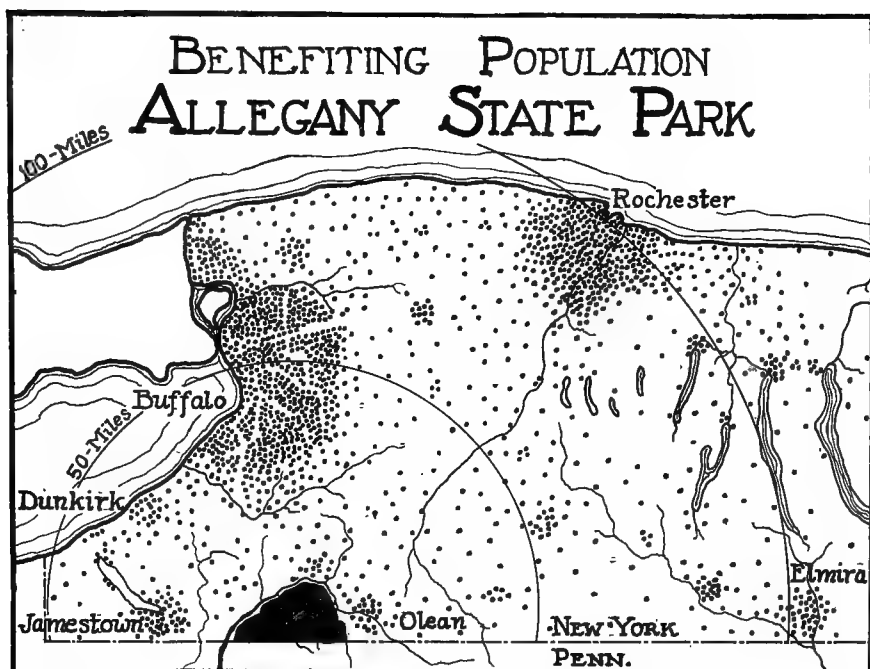 BENEFITING POPULATION
ALLEGANY STATE PARK
100-Miles
Rochester
Buffalo
50-Miles
Dunkirk
Elmira
Jamestown
Olean
NEW YORK
PENN.